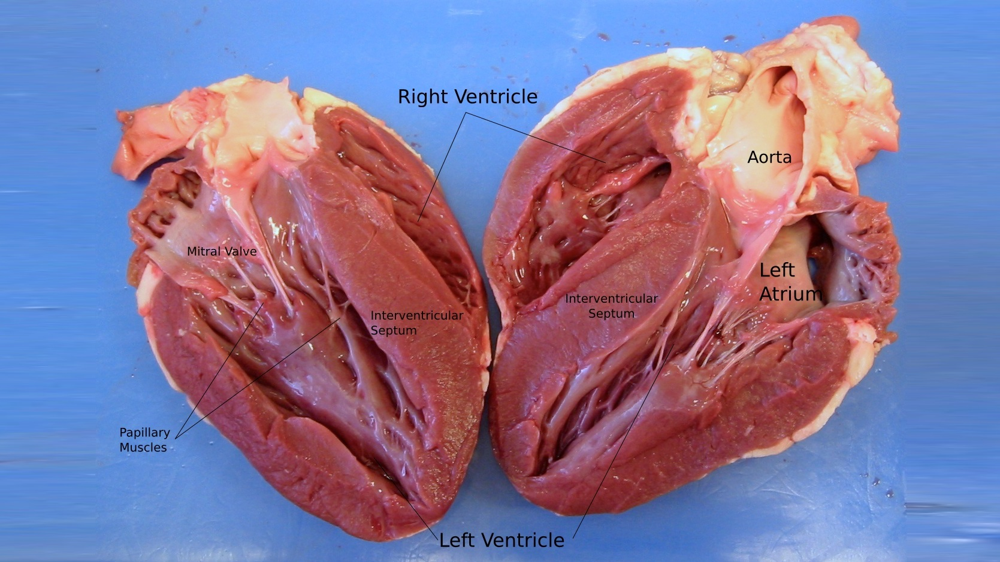 Right Ventricle
Aorta
Mitral Valve
Left
Atrium
Interventricular
Septum
Interventricular
Septum
Papillary
Muscles
Left Ventricle